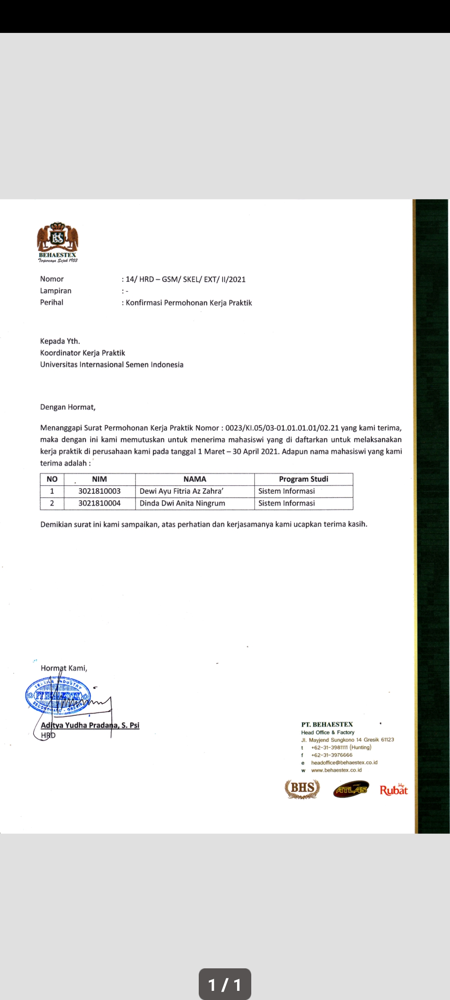 BHS
BEHAESTEX
Terpercaya Sejak 1953
Nomor : 14/ HRD – GSM/ SKEL/ EXT/ II/2021
Lampiran : -
Perihal : Konfirmasi Permohonan Kerja Praktik
Kepada Yth.
Koordinator Kerja Praktik
Universitas Internasional Semen Indonesia
Dengan Hormat,
Menanggapi Surat Permohonan Kerja Praktik Nomor : 0023/KI.05/03-01.01.01.01/02.21 yang kami terima,
maka dengan ini kami memutuskan untuk menerima mahasiswi yang di daftarkan untuk melaksanakan
kerja praktik di perusahaan kami pada tanggal 1 Maret – 30 April 2021. Adapun nama mahasiswi yang kami
terima adalah :
NO NIM NAMA Program Studi
1 3021810003 Dewi Ayu Fitria Az Zahra’ Sistem Informasi
2 3021810004 Dinda Dwi Anita Ningrum Sistem Informasi
Demikian surat ini kami sampaikan, atas perhatian dan kerjasamanya kami ucapkan terima kasih.
Hormat Kami,
TEXTILE INDUSTRY
PT BEHAESTEX
SEGOROMADU - GRESIK
Aditya Yudha Pradana, S. Psi
HRD
PT. BEHAESTEX
Head Office & Factory
Jl. Mayjend Sungkono 14 Gresik 61123
t +62-31-3981111 (Hunting)
f +62-31-3976666
e headoffice@behaestex.co.id
w www.behaestex.co.id
BHS ATLAS Rubat
1 / 1